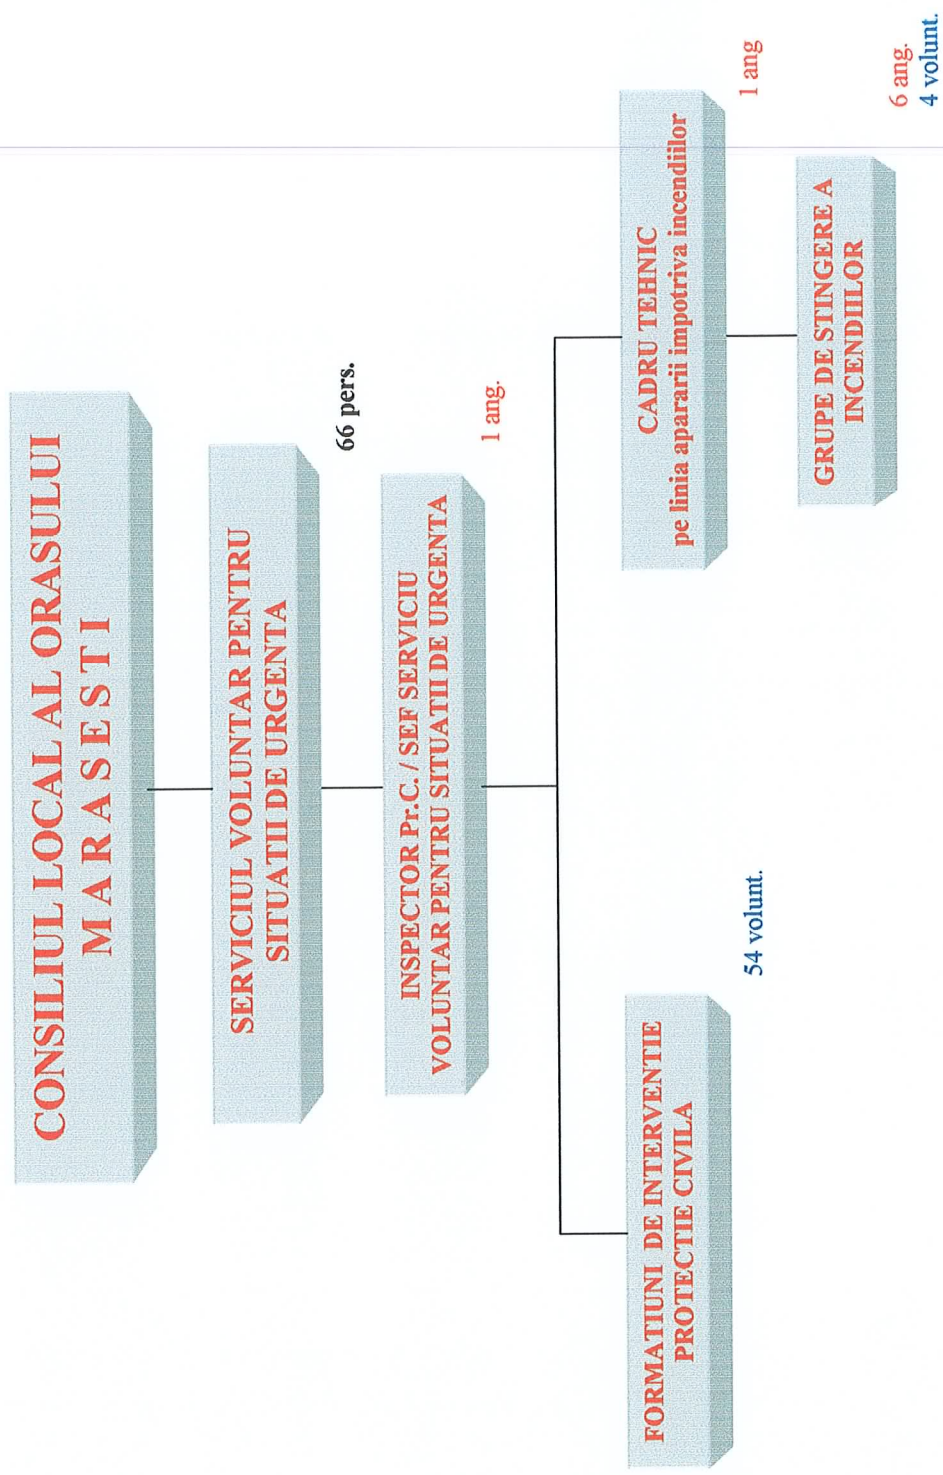 CONSILIUL LOCAL AL ORASULUI
M A R A S E S T I
SERVICIUL VOLUNTAR PENTRU
SITUATII DE URGENTA
66 pers.
INSPECTOR Pr.C. / SEF SERVICIU
VOLUNTAR PENTRU SITUATII DE URGENTA
1 ang.
FORMATIUNI DE INTERVENTIE
PROTECTIE CIVILA
54 volunt.
CADRU TEHNIC
pe linia apararii impotriva incendiilor
1 ang
GRUPE DE STINGERE A
INCENDIILOR
6 ang.
4 volunt.